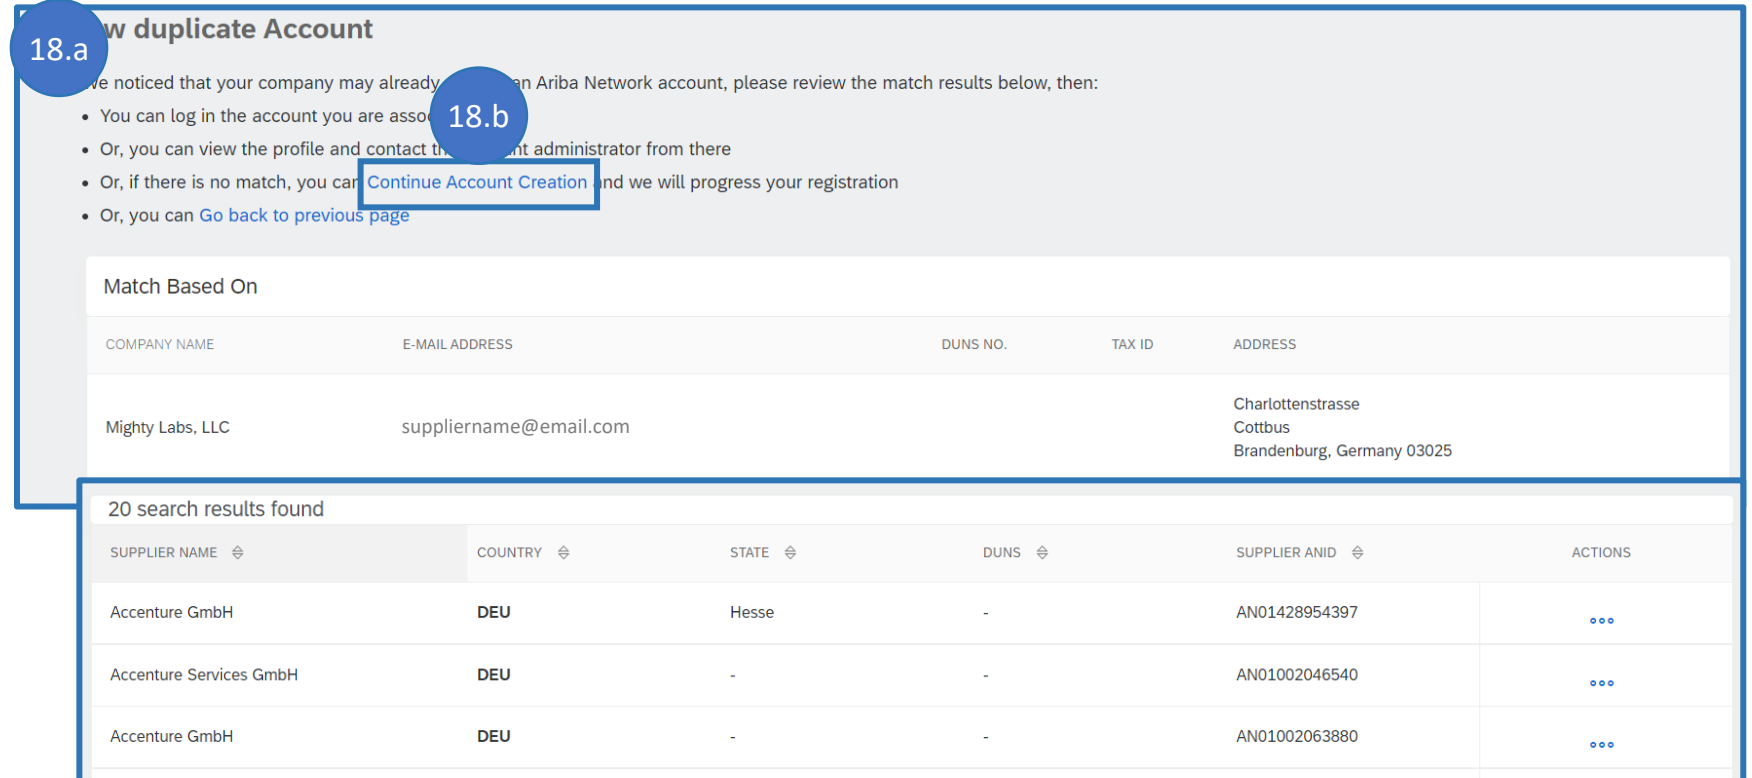 18.a
w duplicate Account
e noticed that your company may already an Ariba Network account, please review the match results below, then:
18.b
• You can log in the account you are asso
• Or, you can view the profile and contact th nt administrator from there
• Or, if there is no match, you can Continue Account Creation and we will progress your registration
• Or, you can Go back to previous page
Match Based On
COMPANY NAME E-MAIL ADDRESS DUNS NO. TAX ID ADDRESS
Charlottenstrasse
Mighty Labs, LLC suppliername@email.com Cottbus
Brandenburg, Germany 03025
20 search results found
SUPPLIER NAME COUNTRY STATE DUNS SUPPLIER ANID ACTIONS
Accenture GmbH DEU Hesse - AN01428954397
Accenture Services GmbH DEU - - AN01002046540
Accenture GmbH DEU - - AN01002063880